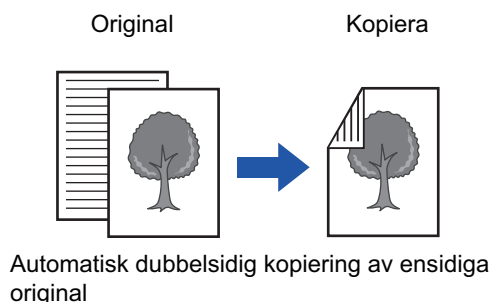 Original
Kopiera
Automatisk dubbelsidig kopiering av ensidiga
original